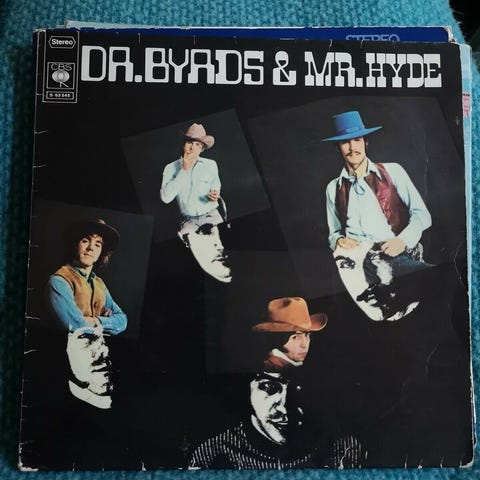 STEREO
Stereo
DR. BYRDS & MR. HYDE
CBS
S 63545